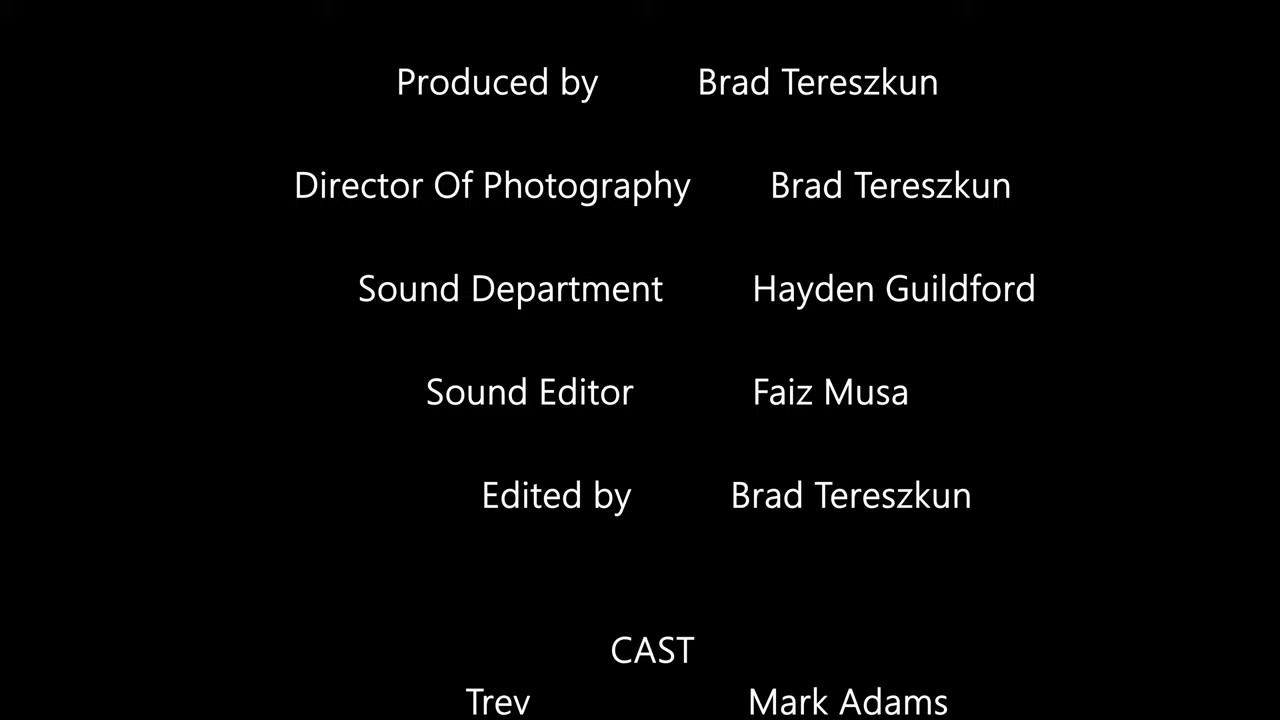 Produced by Brad Tereszkun
Director Of Photography Brad Tereszkun
Sound Department Hayden Guildford
Sound Editor Faiz Musa
Edited by Brad Tereszkun
CAST
Trev Mark Adams